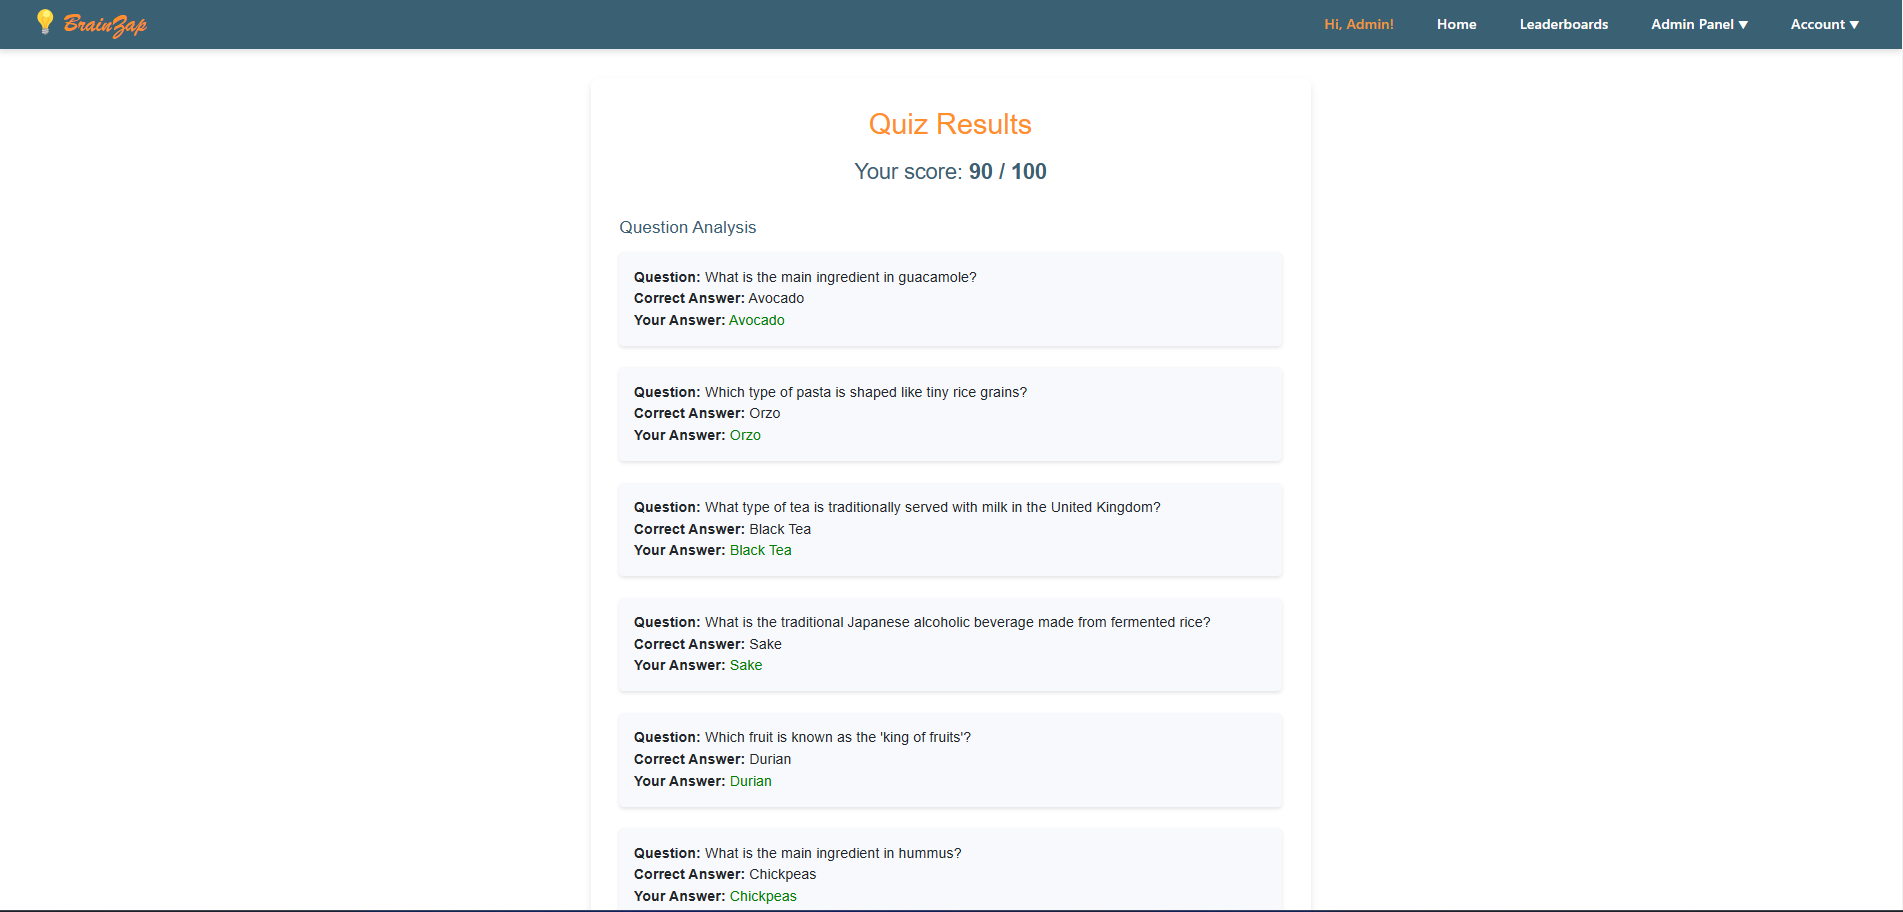 BrainZap
Hi, Admin!
Home
Leaderboards
Admin Panel ▼
Account ▼
Quiz Results
Your score: 90 / 100
Question Analysis
Question: What is the main ingredient in guacamole?
Correct Answer: Avocado
Your Answer: Avocado
Question: Which type of pasta is shaped like tiny rice grains?
Correct Answer: Orzo
Your Answer: Orzo
Question: What type of tea is traditionally served with milk in the United Kingdom?
Correct Answer: Black Tea
Your Answer: Black Tea
Question: What is the traditional Japanese alcoholic beverage made from fermented rice?
Correct Answer: Sake
Your Answer: Sake
Question: Which fruit is known as the 'king of fruits'?
Correct Answer: Durian
Your Answer: Durian
Question: What is the main ingredient in hummus?
Correct Answer: Chickpeas
Your Answer: Chickpeas